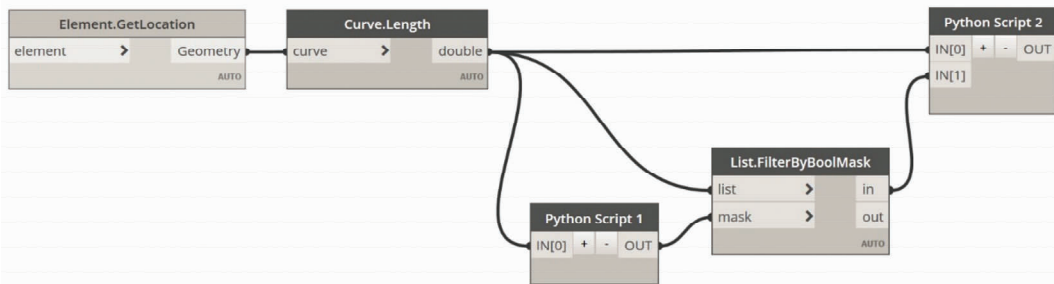 Element.GetLocation
element > Geometry
AUTO
Curve.Length
curve > double
AUTO
Python Script 2
IN[0] + - OUT
IN[1]
List.FilterByBoolMask
list > in
mask > out
AUTO
Python Script 1
IN[0] + - OUT